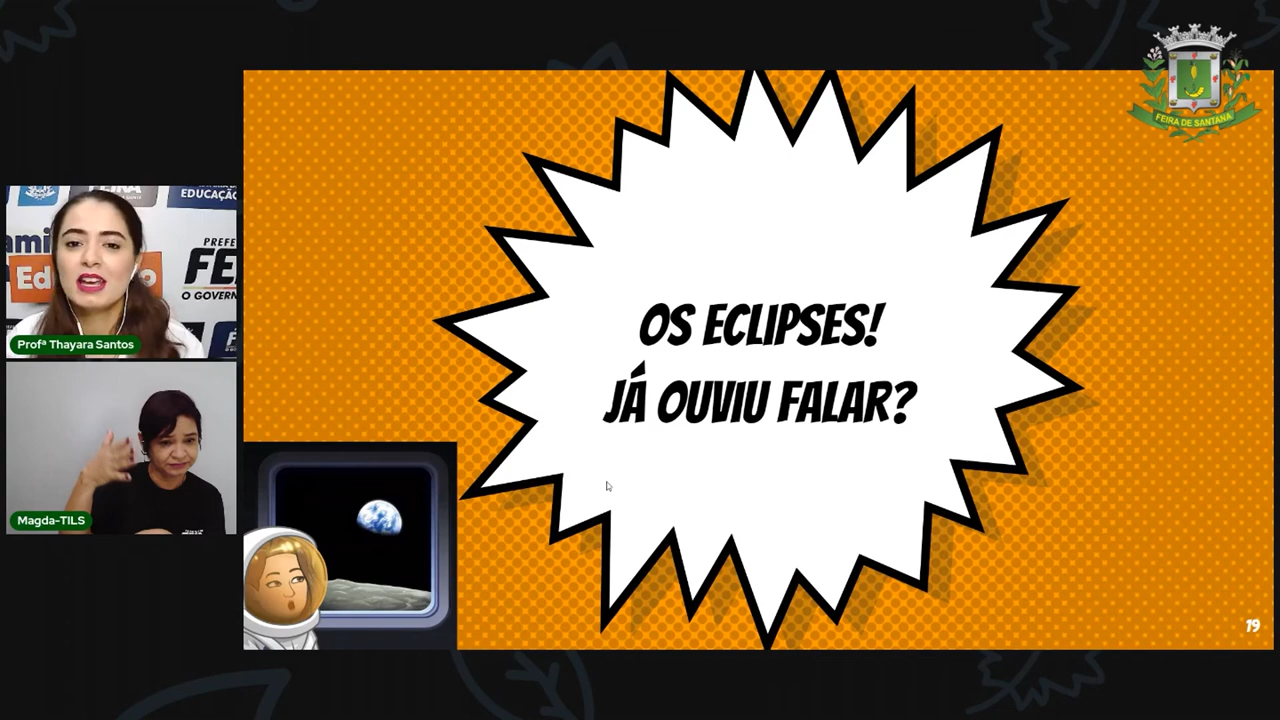 FEIRA DE SANTANA
EDUCAÇÃO
PREFE
FE
O GOVERN
Profª Thayara Santos
Magda-TILS
OS ECLIPSES!
JÁ OUVIU FALAR?
19